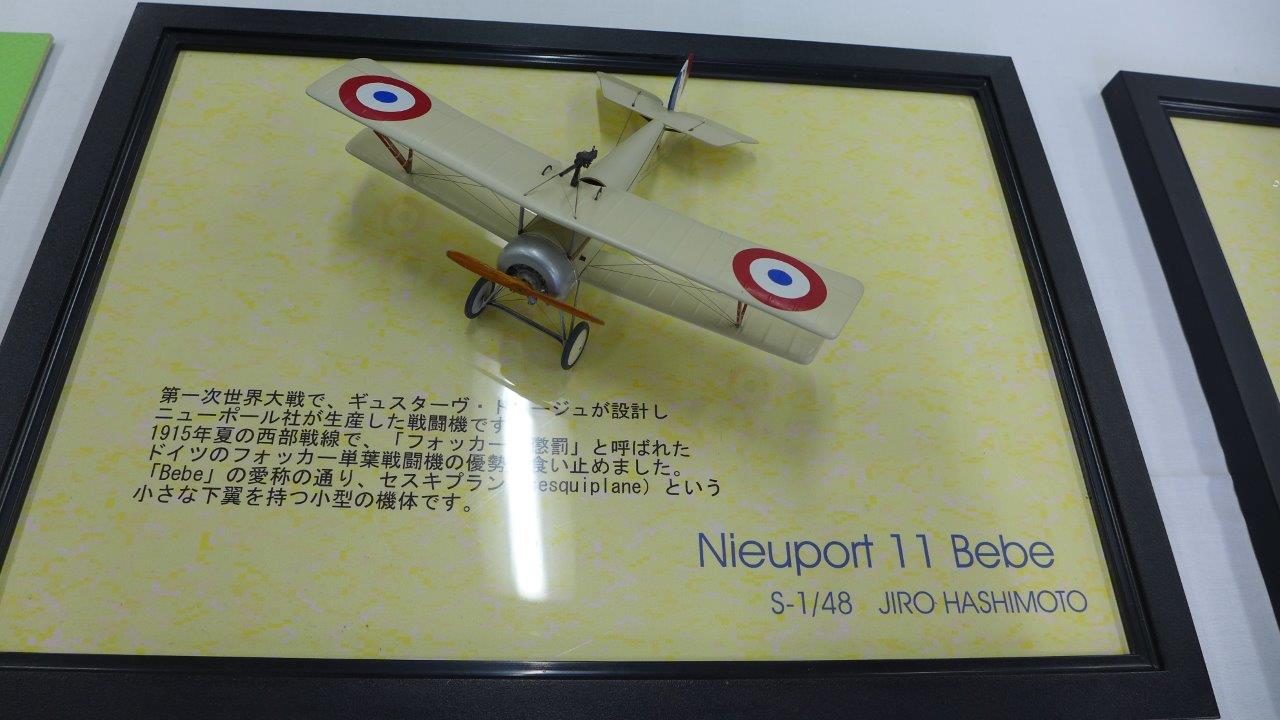 第一次世界大戦で、ギュスターヴ・ド ージュが設計し
ニューポール社が生産した戦闘機です
1915年夏の西部戦線で、「フォッカー 懲罰」と呼ばれた
ドイツのフォッカー単葉戦闘機の優勢 食い止めました。
「Bebe」の愛称の通り、セスキプラン esquiplane) という
小さな下翼を持つ小型の機体です。
Nieuport 11 Bebe
S-1/48 JIRO HASHIMOTO